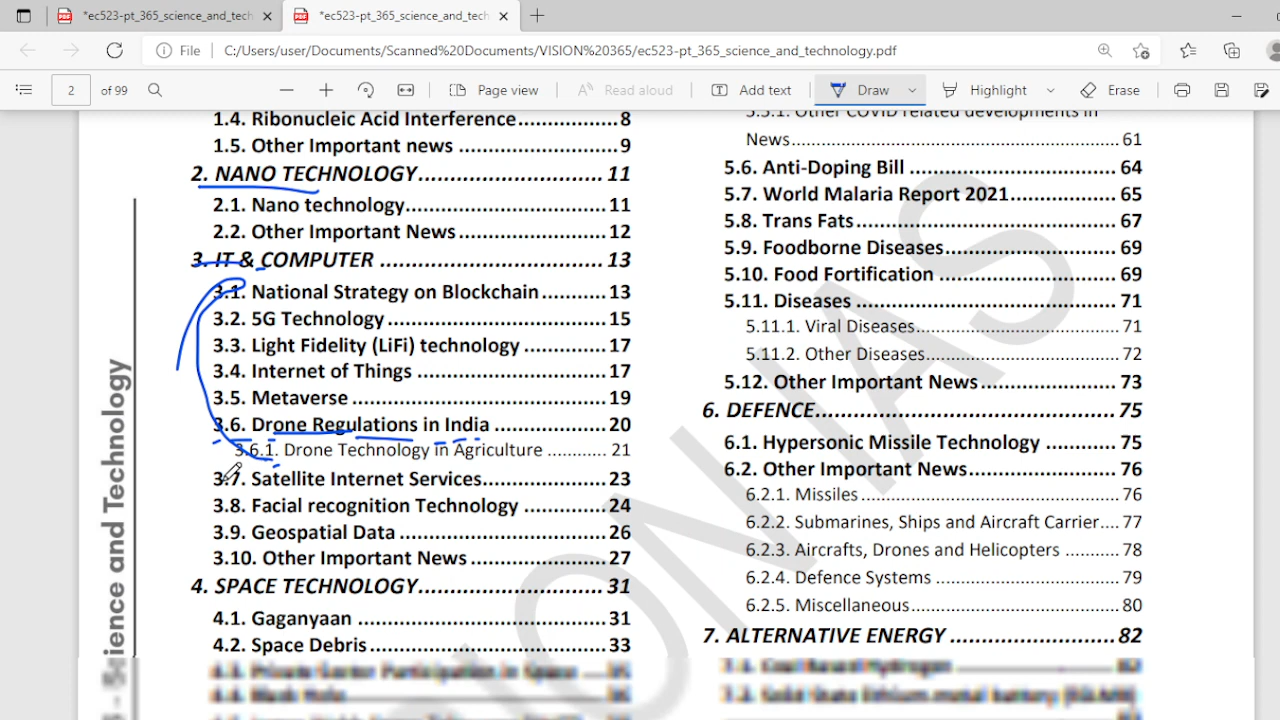 *ec523-pt_365_science_and_tech
*ec523-pt_365_science_and_tech
File
C:/Users/user/Documents/Scanned%20Documents/VISION%20365/ec523-pt_365_science_and_technology.pdf
2 of 99
Page view
Read aloud
Add text
Draw
Highlight
Erase
1.4. Ribonucleic Acid Interference..................8
1.5. Other Important news ..........................9
2. NANO TECHNOLOGY.............................. 11
2.1. Nano technology.................................. 11
2.2. Other Important News ......................... 12
3. IT & COMPUTER .................................... 13
3.1. National Strategy on Blockchain........... 13
3.2. 5G Technology ..................................... 15
3.3. Light Fidelity (LiFi) technology .............. 17
3.4. Internet of Things ................................ 17
3.5. Metaverse ........................................... 19
3.6. Drone Regulations in India ................... 20
3.6.1. Drone Technology in Agriculture ........... 21
3.7. Satellite Internet Services..................... 23
3.8. Facial recognition Technology .............. 24
3.9. Geospatial Data ................................... 26
3.10. Other Important News ....................... 27
4. SPACE TECHNOLOGY.............................. 31
4.1. Gaganyaan .......................................... 31
4.2. Space Debris ........................................ 33
5.5.1. Other COVID related developments in
News.......................................................... 61
5.6. Anti-Doping Bill ................................... 64
5.7. World Malaria Report 2021.................. 65
5.8. Trans Fats ............................................ 67
5.9. Foodborne Diseases............................. 69
5.10. Food Fortification .............................. 69
5.11. Diseases ............................................ 71
5.11.1. Viral Diseases.................................... 71
5.11.2. Other Diseases................................... 72
5.12. Other Important News........................ 73
6. DEFENCE................................................ 75
6.1. Hypersonic Missile Technology ............ 75
6.2. Other Important News......................... 76
6.2.1. Missiles ............................................. 76
6.2.2. Submarines, Ships and Aircraft Carrier.... 77
6.2.3. Aircrafts, Drones and Helicopters .......... 78
6.2.4. Defence Systems ................................ 79
6.2.5. Miscellaneous..................................... 80
7. ALTERNATIVE ENERGY ........................... 82
Science and Technology
ION IAS